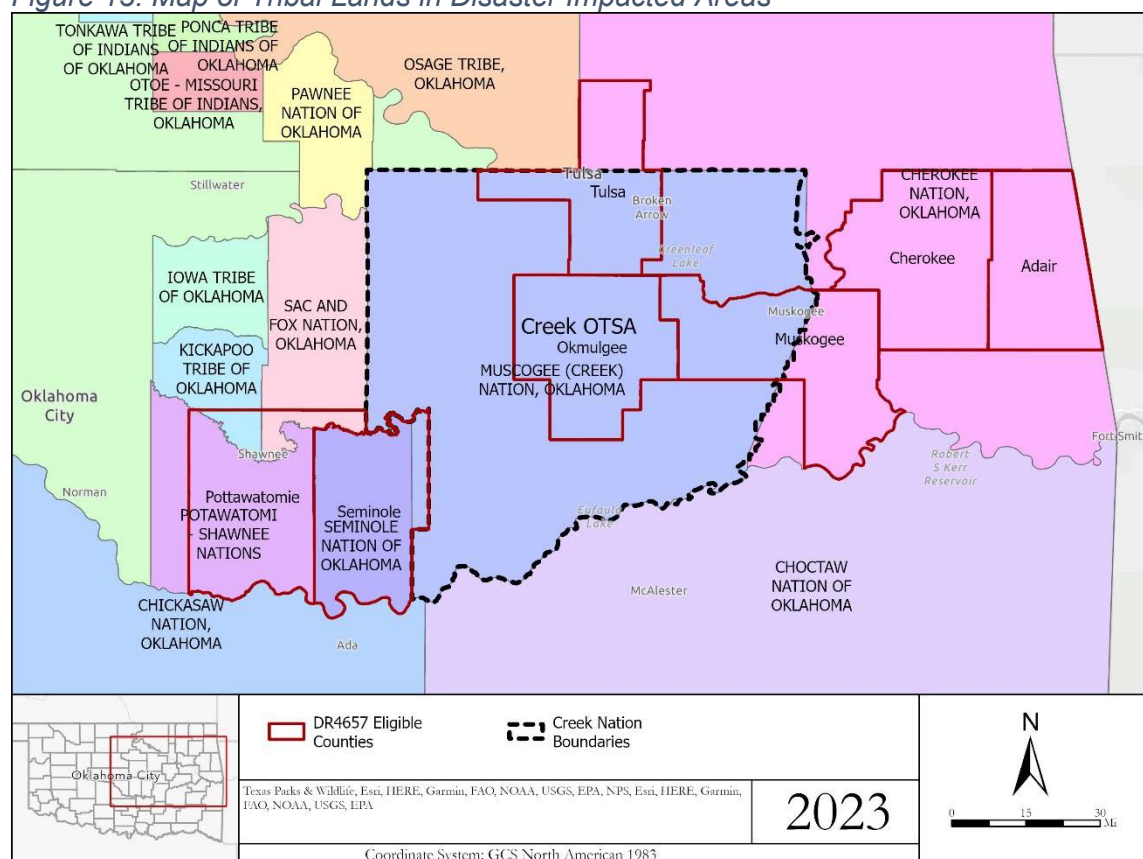 Figure 15: Map of Tribal Lands in Disaster Impacted Areas
TONKAWA TRIBE
OF INDIANS
OF OKLAHOMA
PONCA TRIBE
OF INDIANS OF
OKLAHOMA
OTOE - MISSOURI
TRIBE OF INDIANS,
OKLAHOMA
PAWNEE
NATION OF
OKLAHOMA
OSAGE TRIBE,
OKLAHOMA
Stillwater
Tulsa
Tulsa
Broken
Arrow
Greenleaf
Lake
CHEROKEE
NATION,
OKLAHOMA
Cherokee
Adair
IOWA TRIBE
OF OKLAHOMA
SAC AND
FOX NATION,
OKLAHOMA
KICKAPOO
TRIBE OF
OKLAHOMA
Creek OTSA
Okmulgee
MUSCOGEE (CREEK)
NATION, OKLAHOMA
Muskogee
Muskogee
Oklahoma
City
Shawnee
Fort Smith
Norman
Pottawatomie
POTAWATOMI
- SHAWNEE
NATIONS
Seminole
SEMINOLE
NATION OF
OKLAHOMA
Eufaula
Lake
Robert
S Kerr
Reservoir
CHICKASAW
NATION,
OKLAHOMA
Ada
McAlester
CHOCTAW
NATION OF
OKLAHOMA
Oklahoma City
DR4657 Eligible
Counties
Creek Nation
Boundaries
Texas Parks & Wildlife, Esri, HERE, Garmin, FAO, NOAA, USGS, EPA, NPS, Esri, HERE, Garmin,
FAO, NOAA, USGS, EPA
2023
Coordinate System: GCS North American 1983
N
0 15 30
Mi